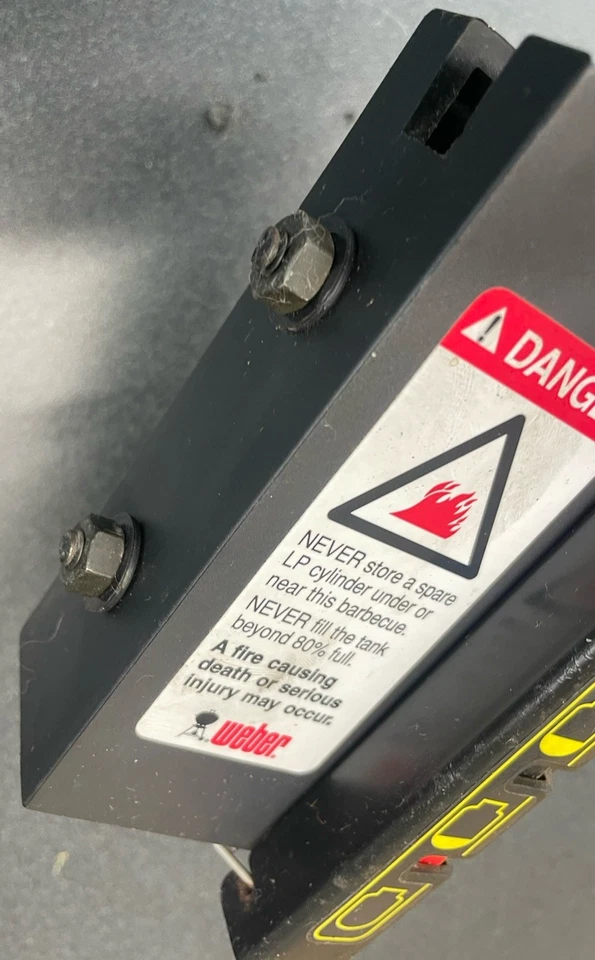 DANGE
NEVER store a spare
LP cylinder under or
near this barbecue.
NEVER fill the tank
beyond 80% full.
A fire causing
death or serious
injury may occur.
weber